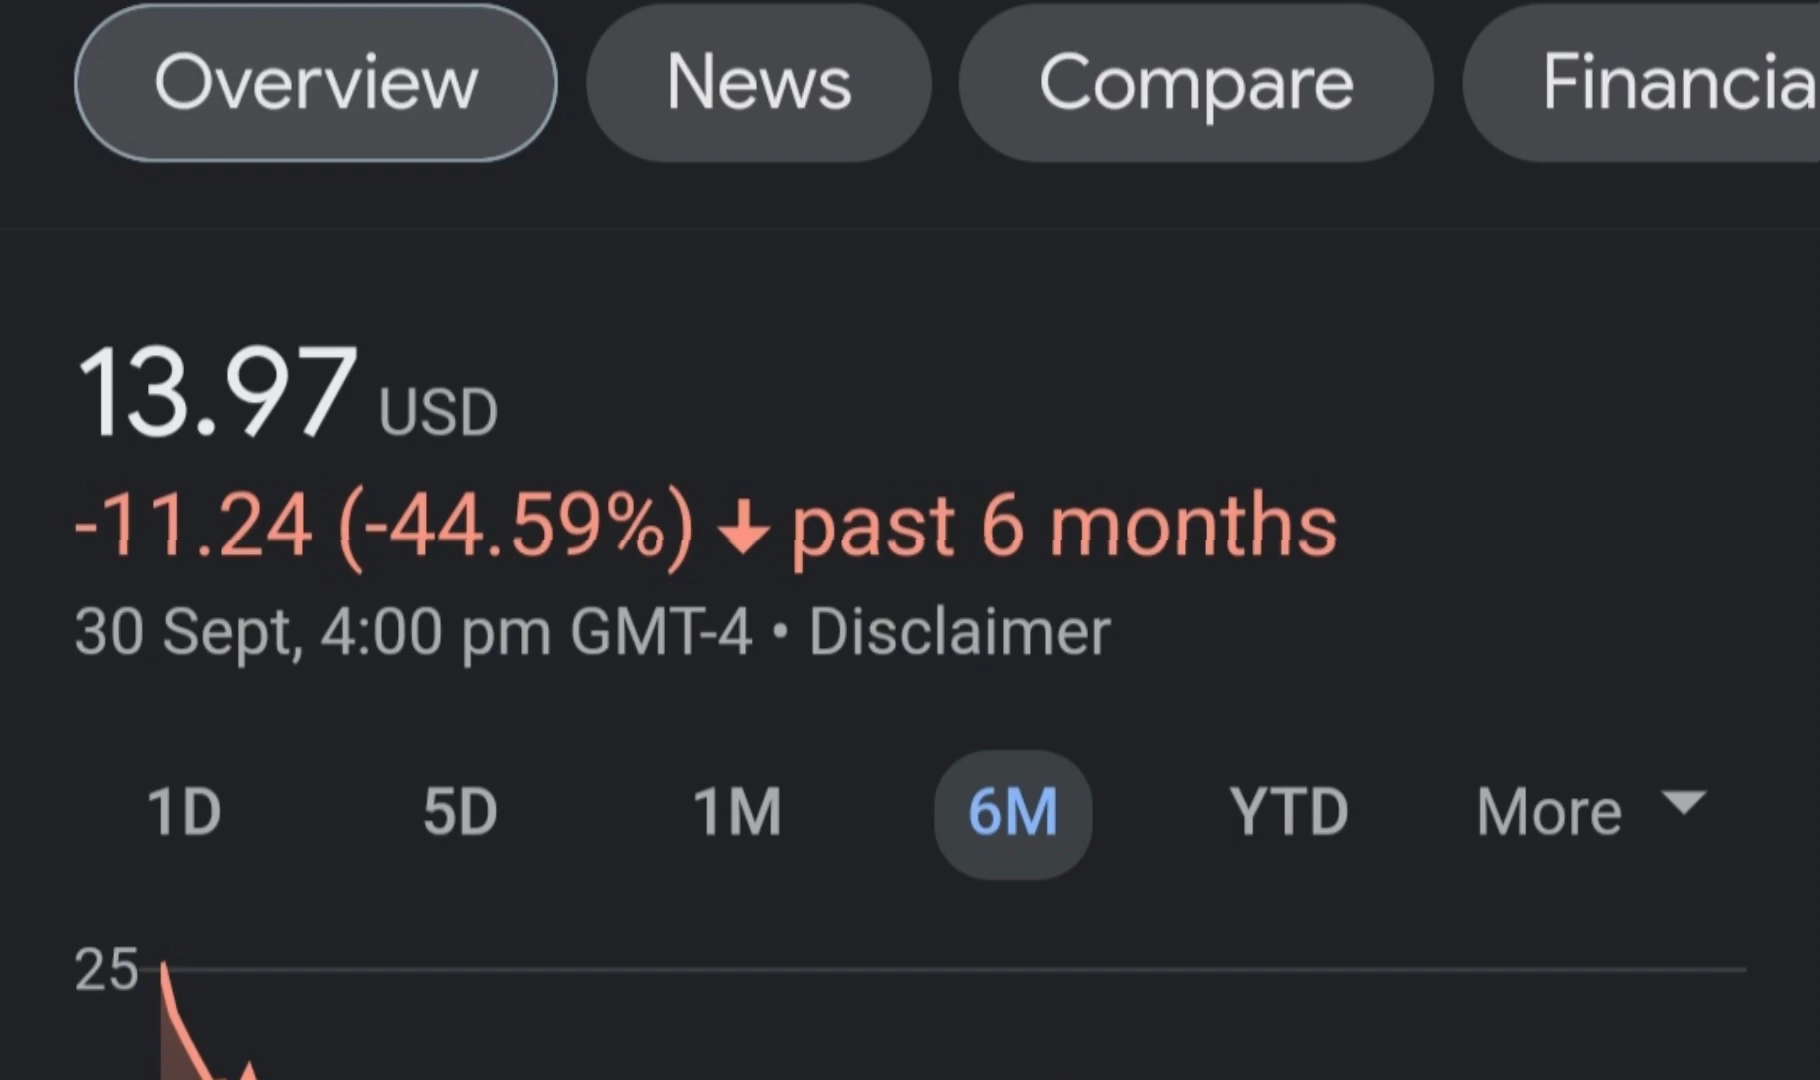 Overview News Compare Financia
13.97 USD
-11.24 (-44.59%) ↓ past 6 months
30 Sept, 4:00 pm GMT-4 • Disclaimer
1D 5D 1M 6M YTD More
25